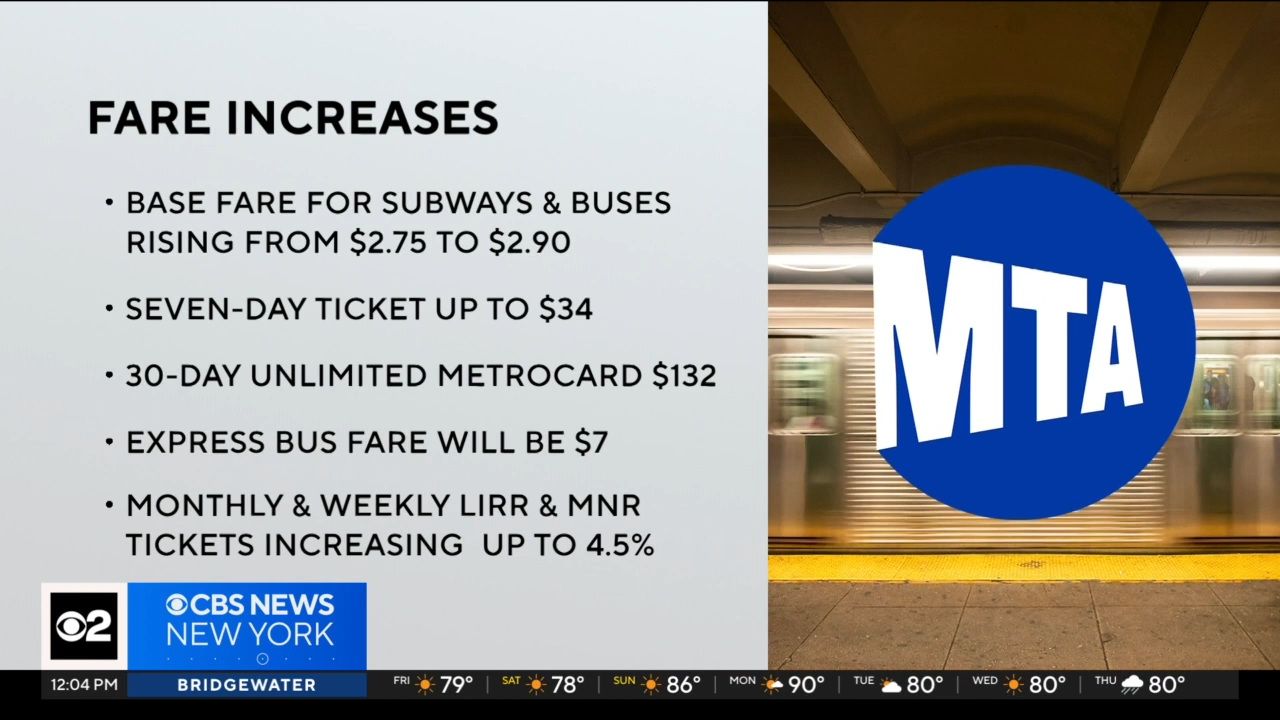 FARE INCREASES
• BASE FARE FOR SUBWAYS & BUSES
RISING FROM $2.75 TO $2.90
• SEVEN-DAY TICKET UP TO $34
• 30-DAY UNLIMITED METROCARD $132
• EXPRESS BUS FARE WILL BE $7
• MONTHLY & WEEKLY LIRR & MNR
TICKETS INCREASING UP TO 4.5%
MTA
2
CBS NEWS
NEW YORK
12:04 PM
BRIDGEWATER
FRI 79° | SAT 78° | SUN 86° | MON 90° | TUE 80° | WED 80° | THU 80°